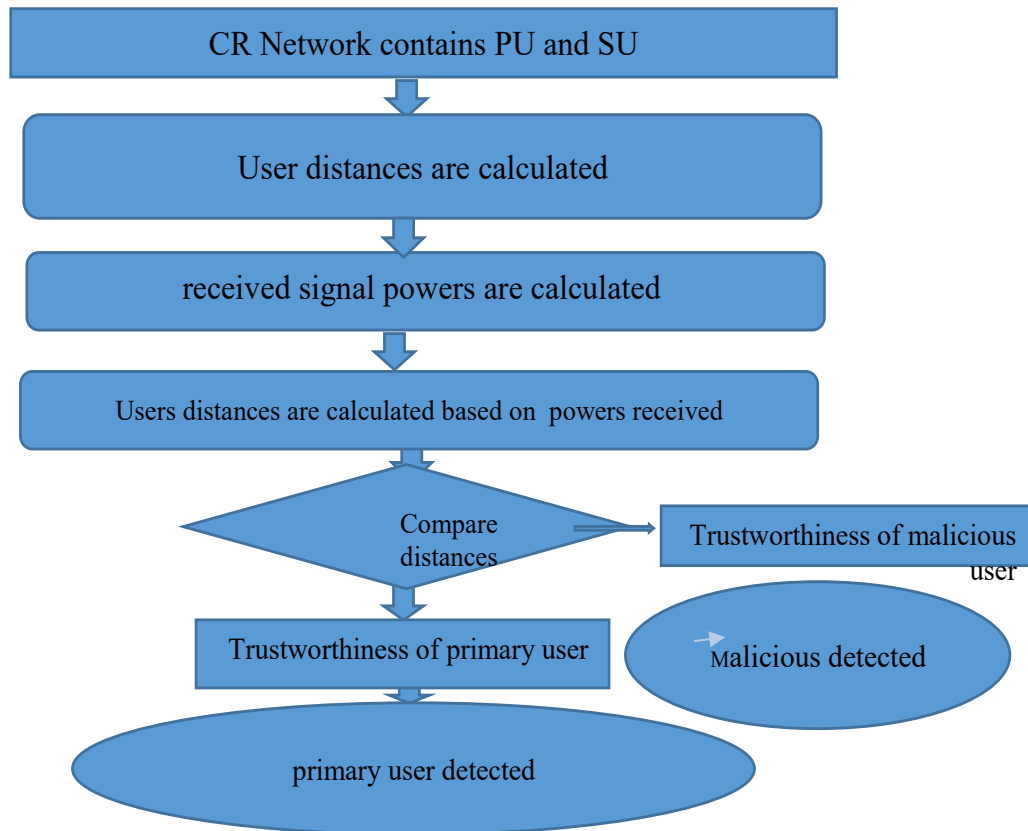 CR Network contains PU and SU
User distances are calculated
received signal powers are calculated
Users distances are calculated based on powers received
Compare
distances
Trustworthiness of malicious
user
Trustworthiness of primary user
Malicious detected
primary user detected